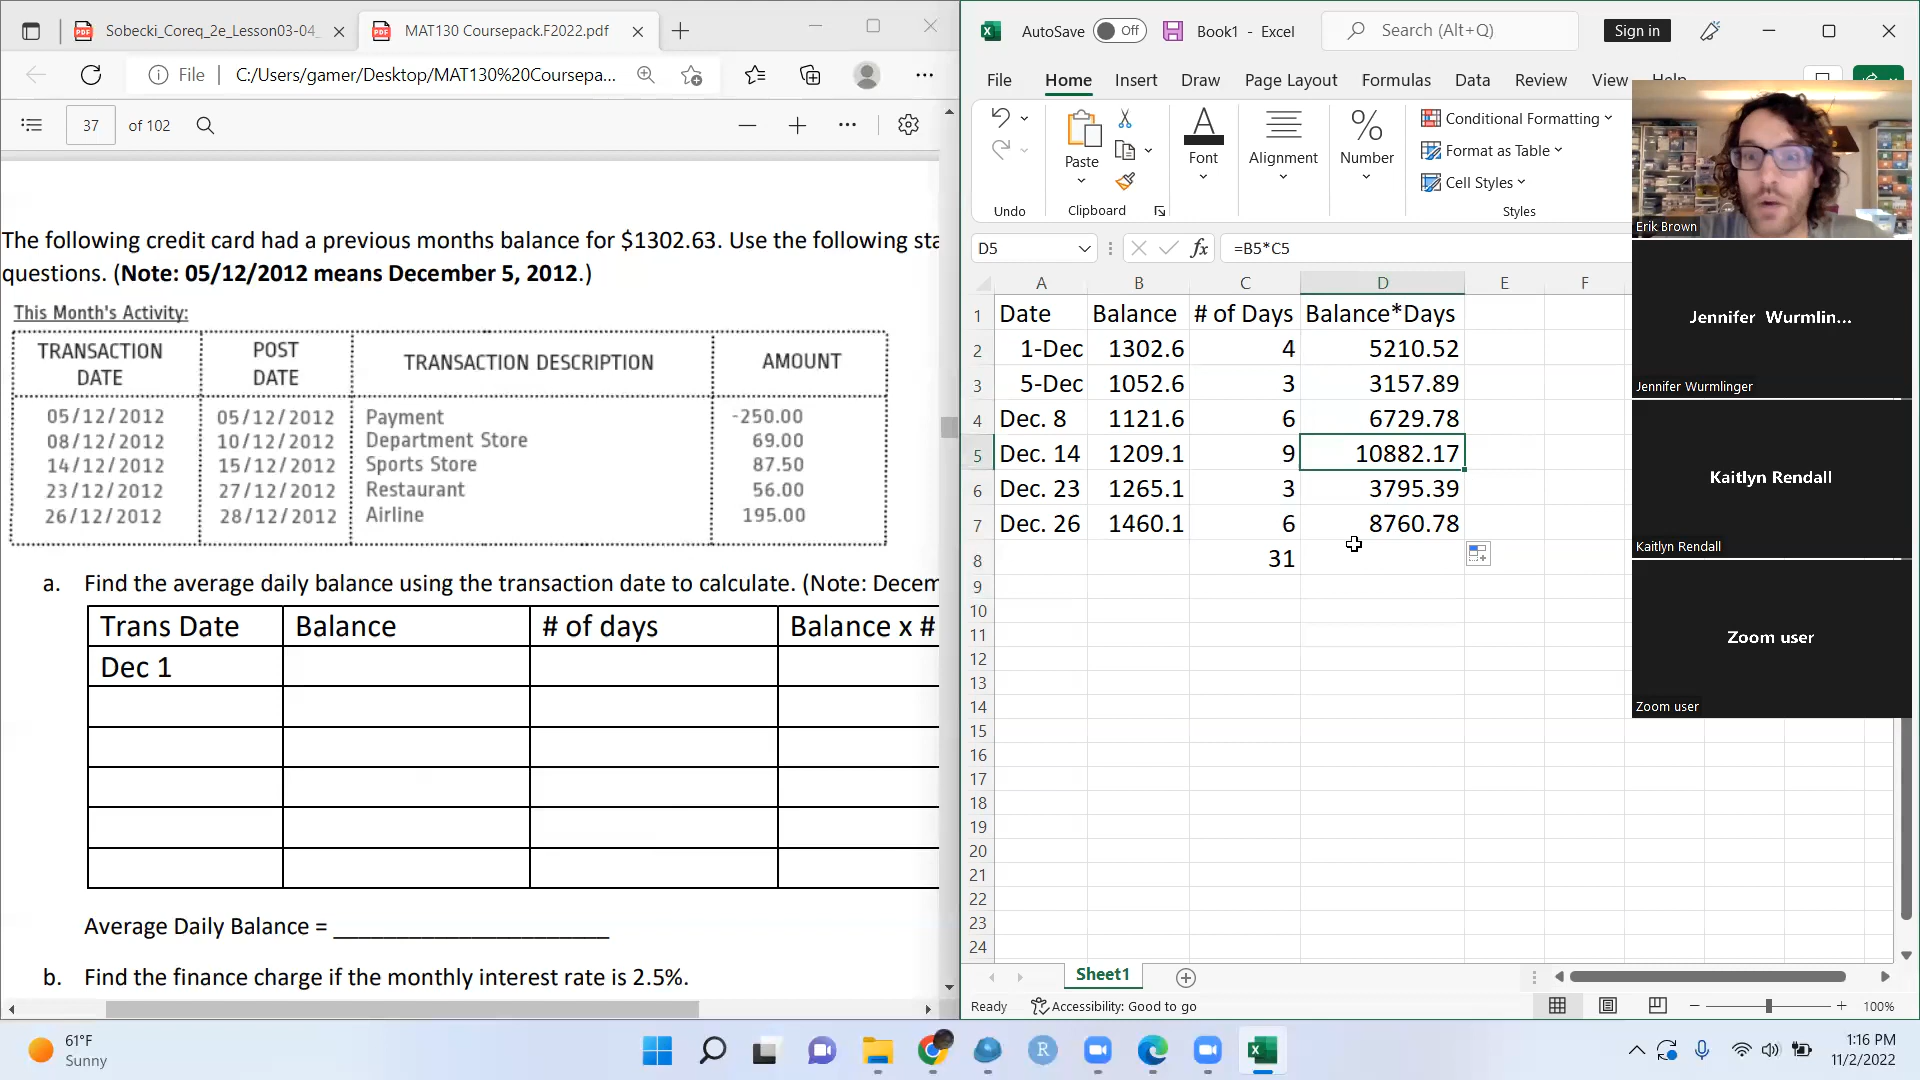 Sobecki_Coreq_2e_Lesson03-04_
MAT130 Coursepack.F2022.pdf
File
C:/Users/gamer/Desktop/MAT130%20Coursepa...
37 of 102
The following credit card had a previous months balance for $1302.63. Use the following sta
questions. (Note: 05/12/2012 means December 5, 2012.)
This Month's Activity:
TRANSACTION DATE POST DATE TRANSACTION DESCRIPTION AMOUNT
05/12/2012 05/12/2012 Payment -250.00
08/12/2012 10/12/2012 Department Store 69.00
14/12/2012 15/12/2012 Sports Store 87.50
23/12/2012 27/12/2012 Restaurant 56.00
26/12/2012 28/12/2012 Airline 195.00
a. Find the average daily balance using the transaction date to calculate. (Note: Decem
Trans Date Balance # of days Balance x #
Dec 1
Average Daily Balance = ______________________
b. Find the finance charge if the monthly interest rate is 2.5%.
AutoSave Off Book1 - Excel Search (Alt+Q) Sign in
File Home Insert Draw Page Layout Formulas Data Review View Help
Paste
Font
Alignment
Number
Conditional Formatting
Format as Table
Cell Styles
Undo Clipboard Styles
D5 fx =B5*C5
A B C D E F
1 Date Balance # of Days Balance*Days
2 1-Dec 1302.6 4 5210.52
3 5-Dec 1052.6 3 3157.89
4 Dec. 8 1121.6 6 6729.78
5 Dec. 14 1209.1 9 10882.17
6 Dec. 23 1265.1 3 3795.39
7 Dec. 26 1460.1 6 8760.78
8 31
9
10
11
12
13
14
15
16
17
18
19
20
21
22
23
24
Sheet1
Ready Accessibility: Good to go 100%
Erik Brown
Jennifer Wurmlin...
Jennifer Wurmlinger
Kaitlyn Rendall
Kaitlyn Rendall
Zoom user
Zoom user
61°F
Sunny
R
1:16 PM
11/2/2022